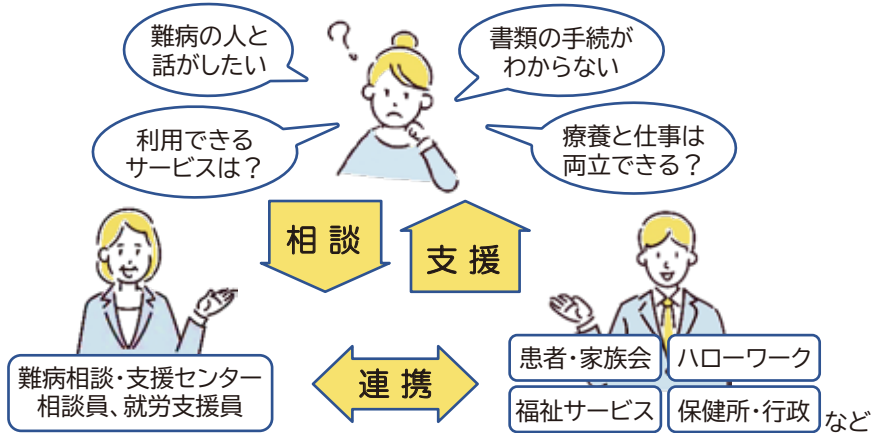 難病の人と
話がしたい
書類の手続が
わからない
利用できる
サービスは？
療養と仕事は
両立できる？
相談
支援
難病相談・支援センター
相談員、就労支援員
連携
患者・家族会
ハローワーク
福祉サービス
保健所・行政
など